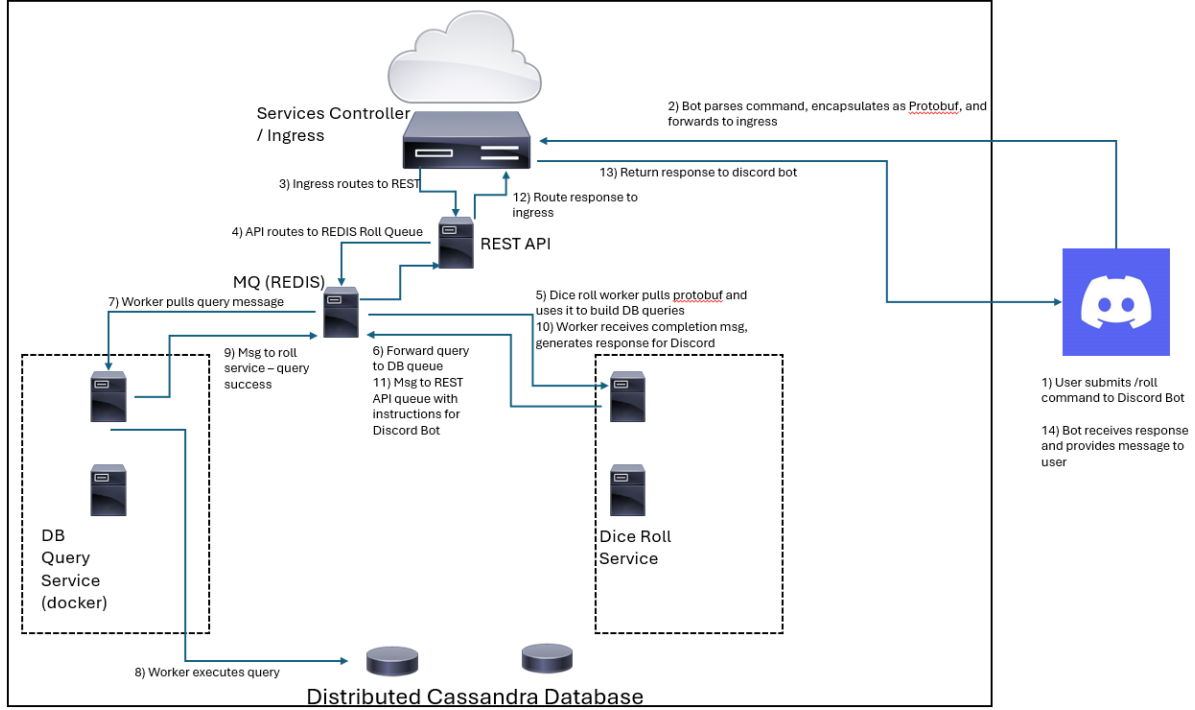 Services Controller
/ Ingress
2) Bot parses command, encapsulates as Protobuf, and
forwards to ingress
13) Return response to discord bot
3) Ingress routes to REST
12) Route response to
ingress
4) API routes to REDIS Roll Queue
REST API
MQ (REDIS)
7) Worker pulls query message
5) Dice roll worker pulls protobuf and
uses it to build DB queries
10) Worker receives completion msg,
generates response for Discord
9) Msg to roll
service – query
success
6) Forward query
to DB queue
11) Msg to REST
API queue with
instructions for
Discord Bot
1) User submits /roll
command to Discord Bot
14) Bot receives response
and provides message to
user
DB
Query
Service
(docker)
Dice Roll
Service
8) Worker executes query
Distributed Cassandra Database